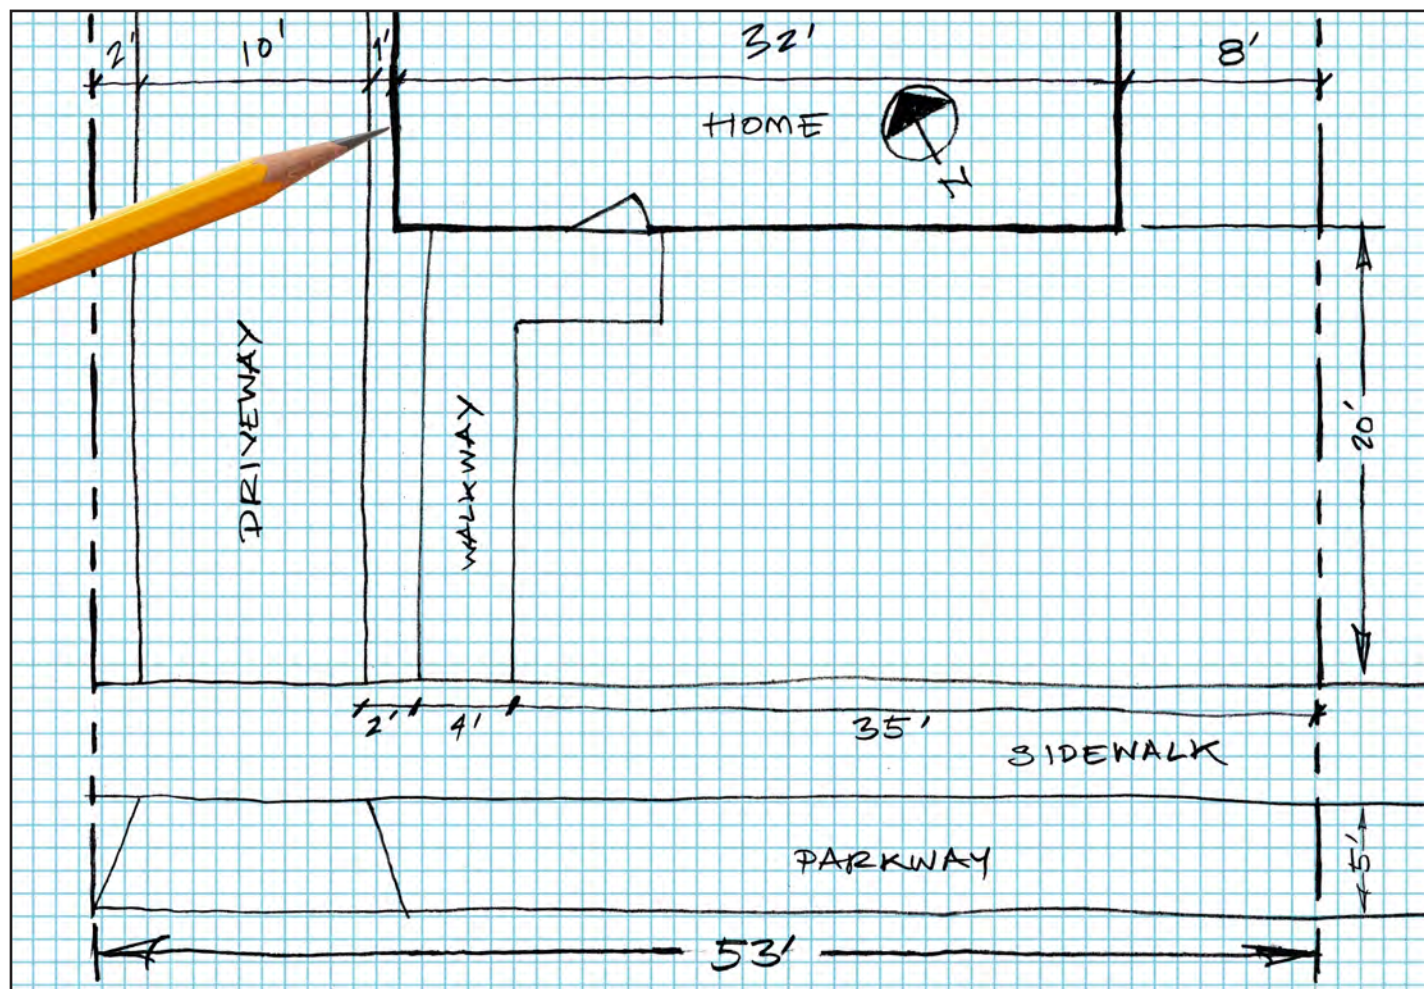 2' 10' 1' 32' 8'
HOME
N
DRIVEWAY
WALKWAY
20'
2' 4' 35'
SIDEWALK
PARKWAY
5'
53'